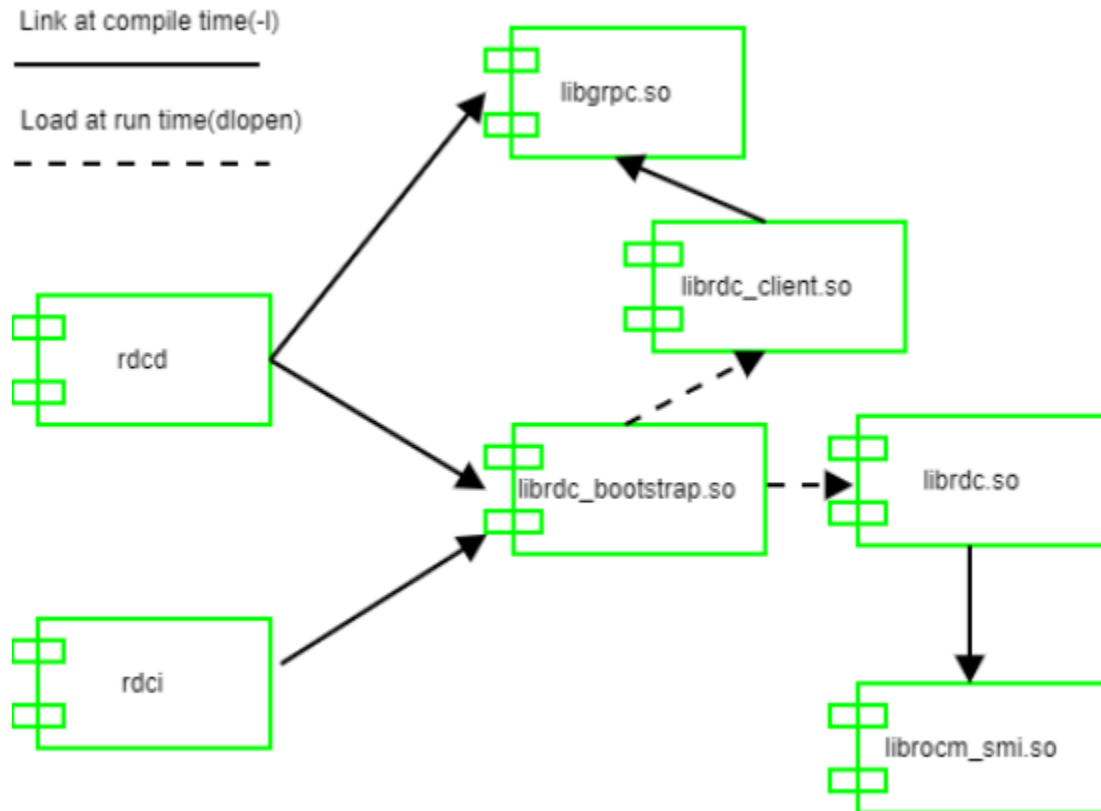 Link at compile time(-l)
Load at run time(dlopen)
libgrpc.so
librdc_client.so
rdcd
librdc_bootstrap.so
librdc.so
rdci
librocm_smi.so